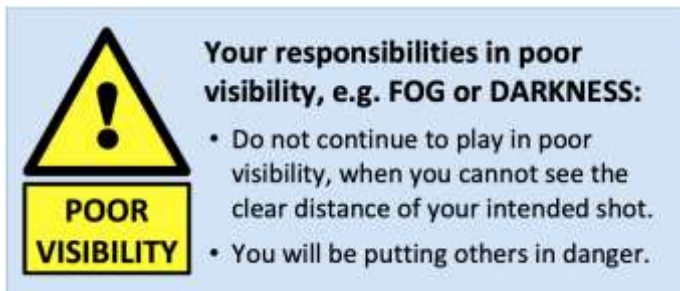 !
POOR
VISIBILITY
Your responsibilities in poor
visibility, e.g. FOG or DARKNESS:
• Do not continue to play in poor
visibility, when you cannot see the
clear distance of your intended shot.
• You will be putting others in danger.